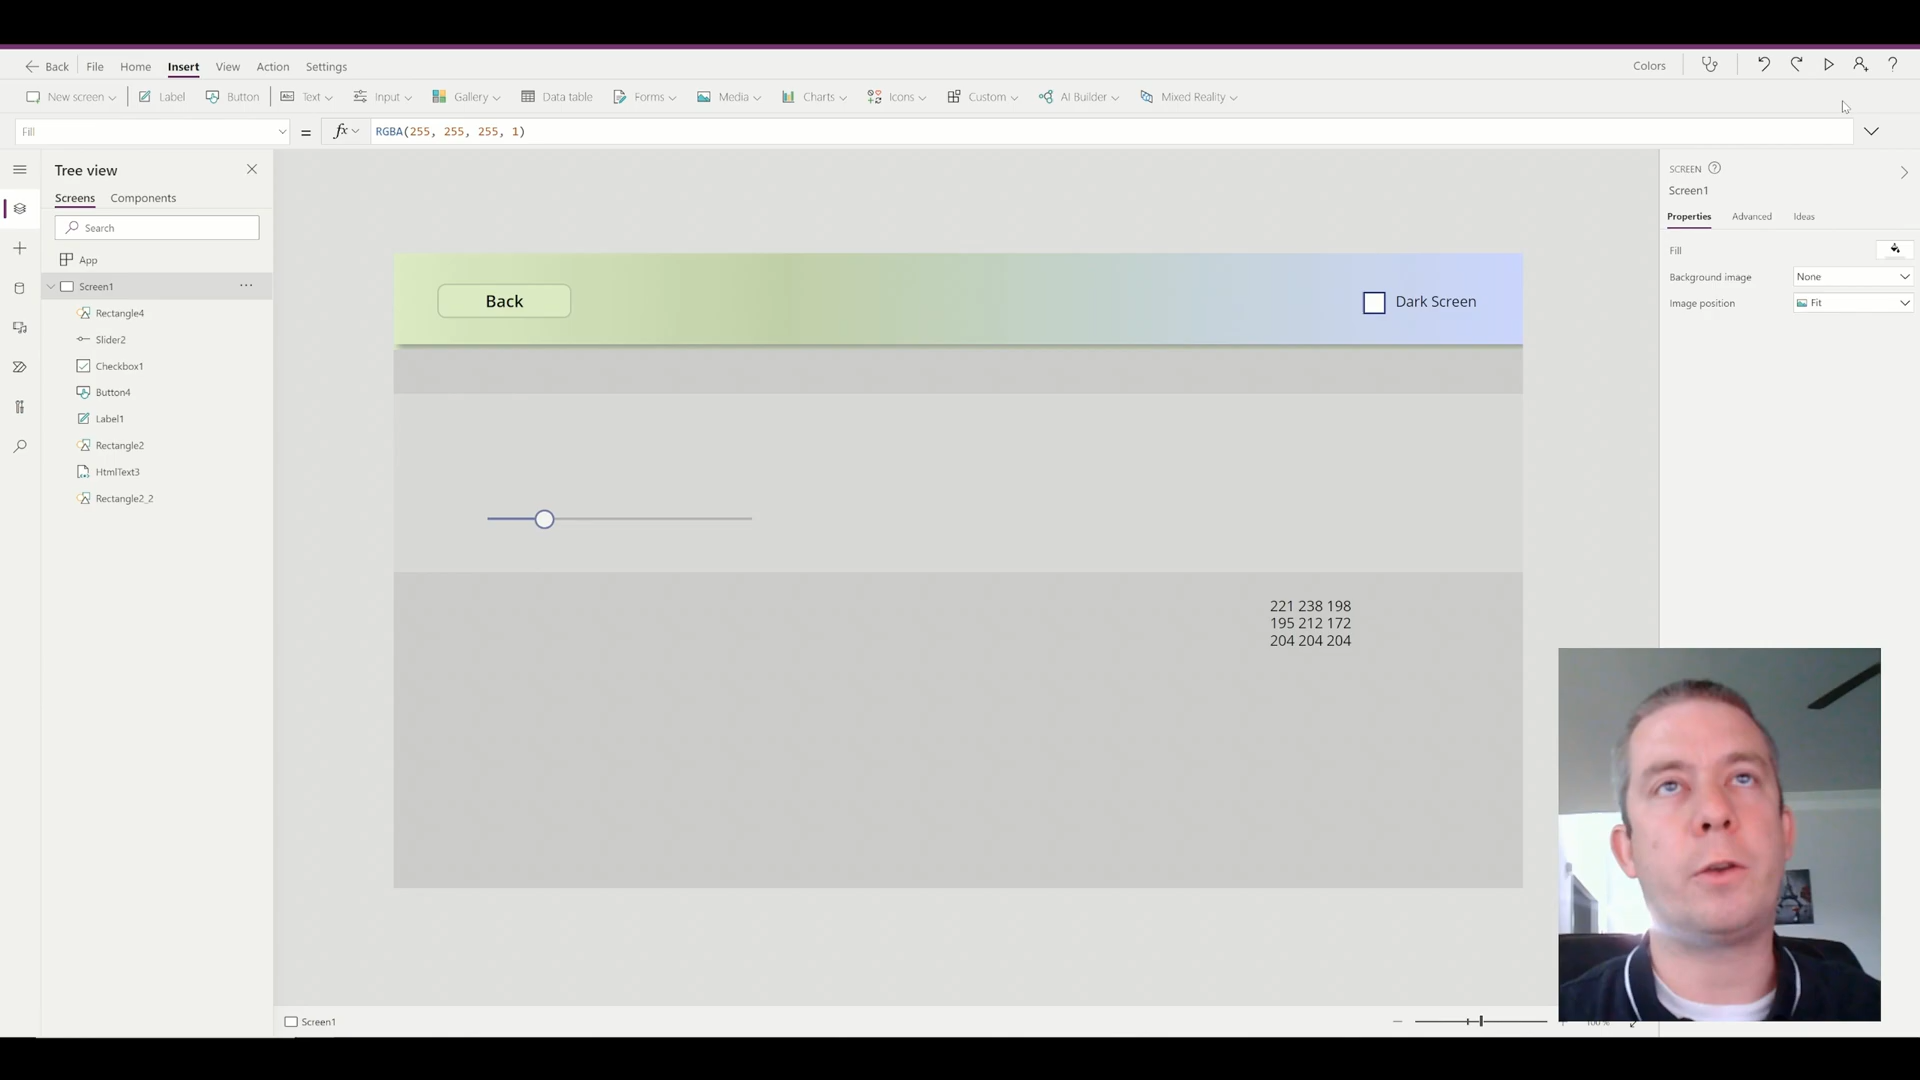 Back File Home Insert View Action Settings Colors
New screen Label Button Text Input Gallery Data table Forms Media Charts Icons Custom AI Builder Mixed Reality
Fill = fx RGBA(255, 255, 255, 1)
Tree view
Screens Components
Search
App
Screen1
Rectangle4
Slider2
Checkbox1
Button4
Label1
Rectangle2
HtmlText3
Rectangle2_2
Back
Dark Screen
221 238 198
195 212 172
204 204 204
SCREEN
Screen1
Properties Advanced Ideas
Fill
Background image None
Image position Fit
Screen1